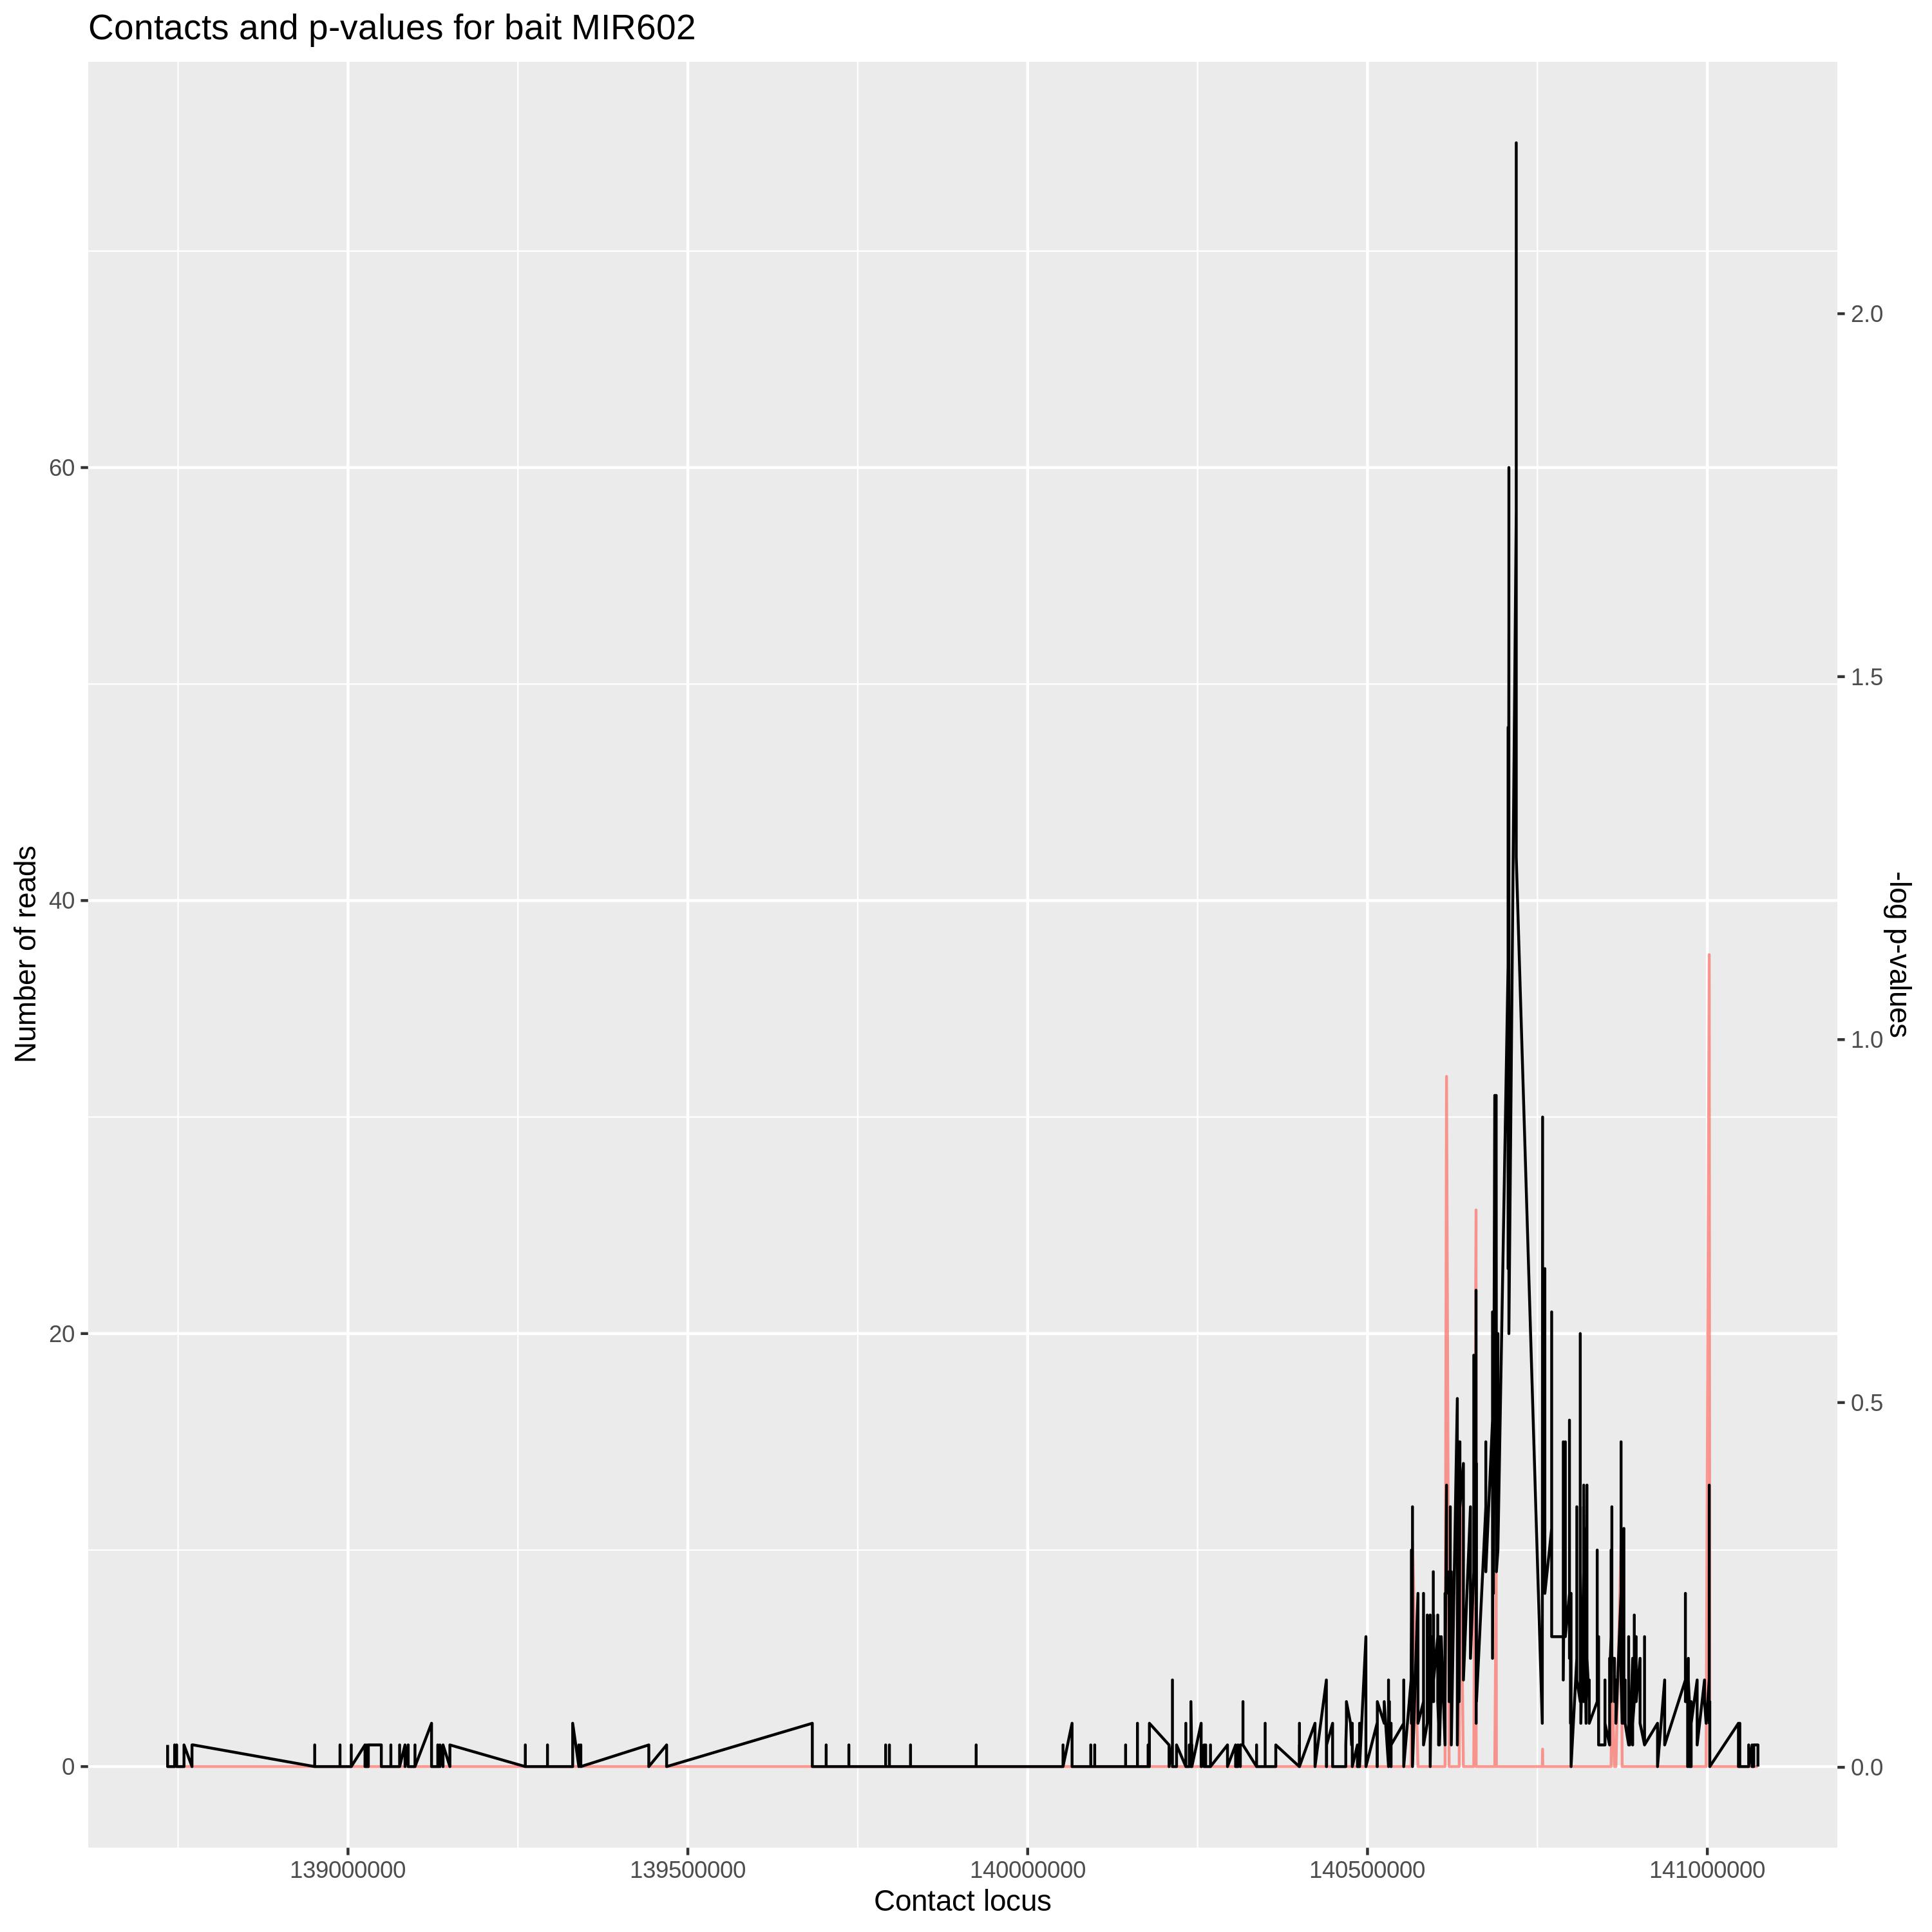 Contacts and p-values for bait MIR602
Number of reads
60
40
20
0
2.0
1.5
1.0
0.5
0.0
-log p-values
139000000 139500000 140000000 140500000 141000000
Contact locus